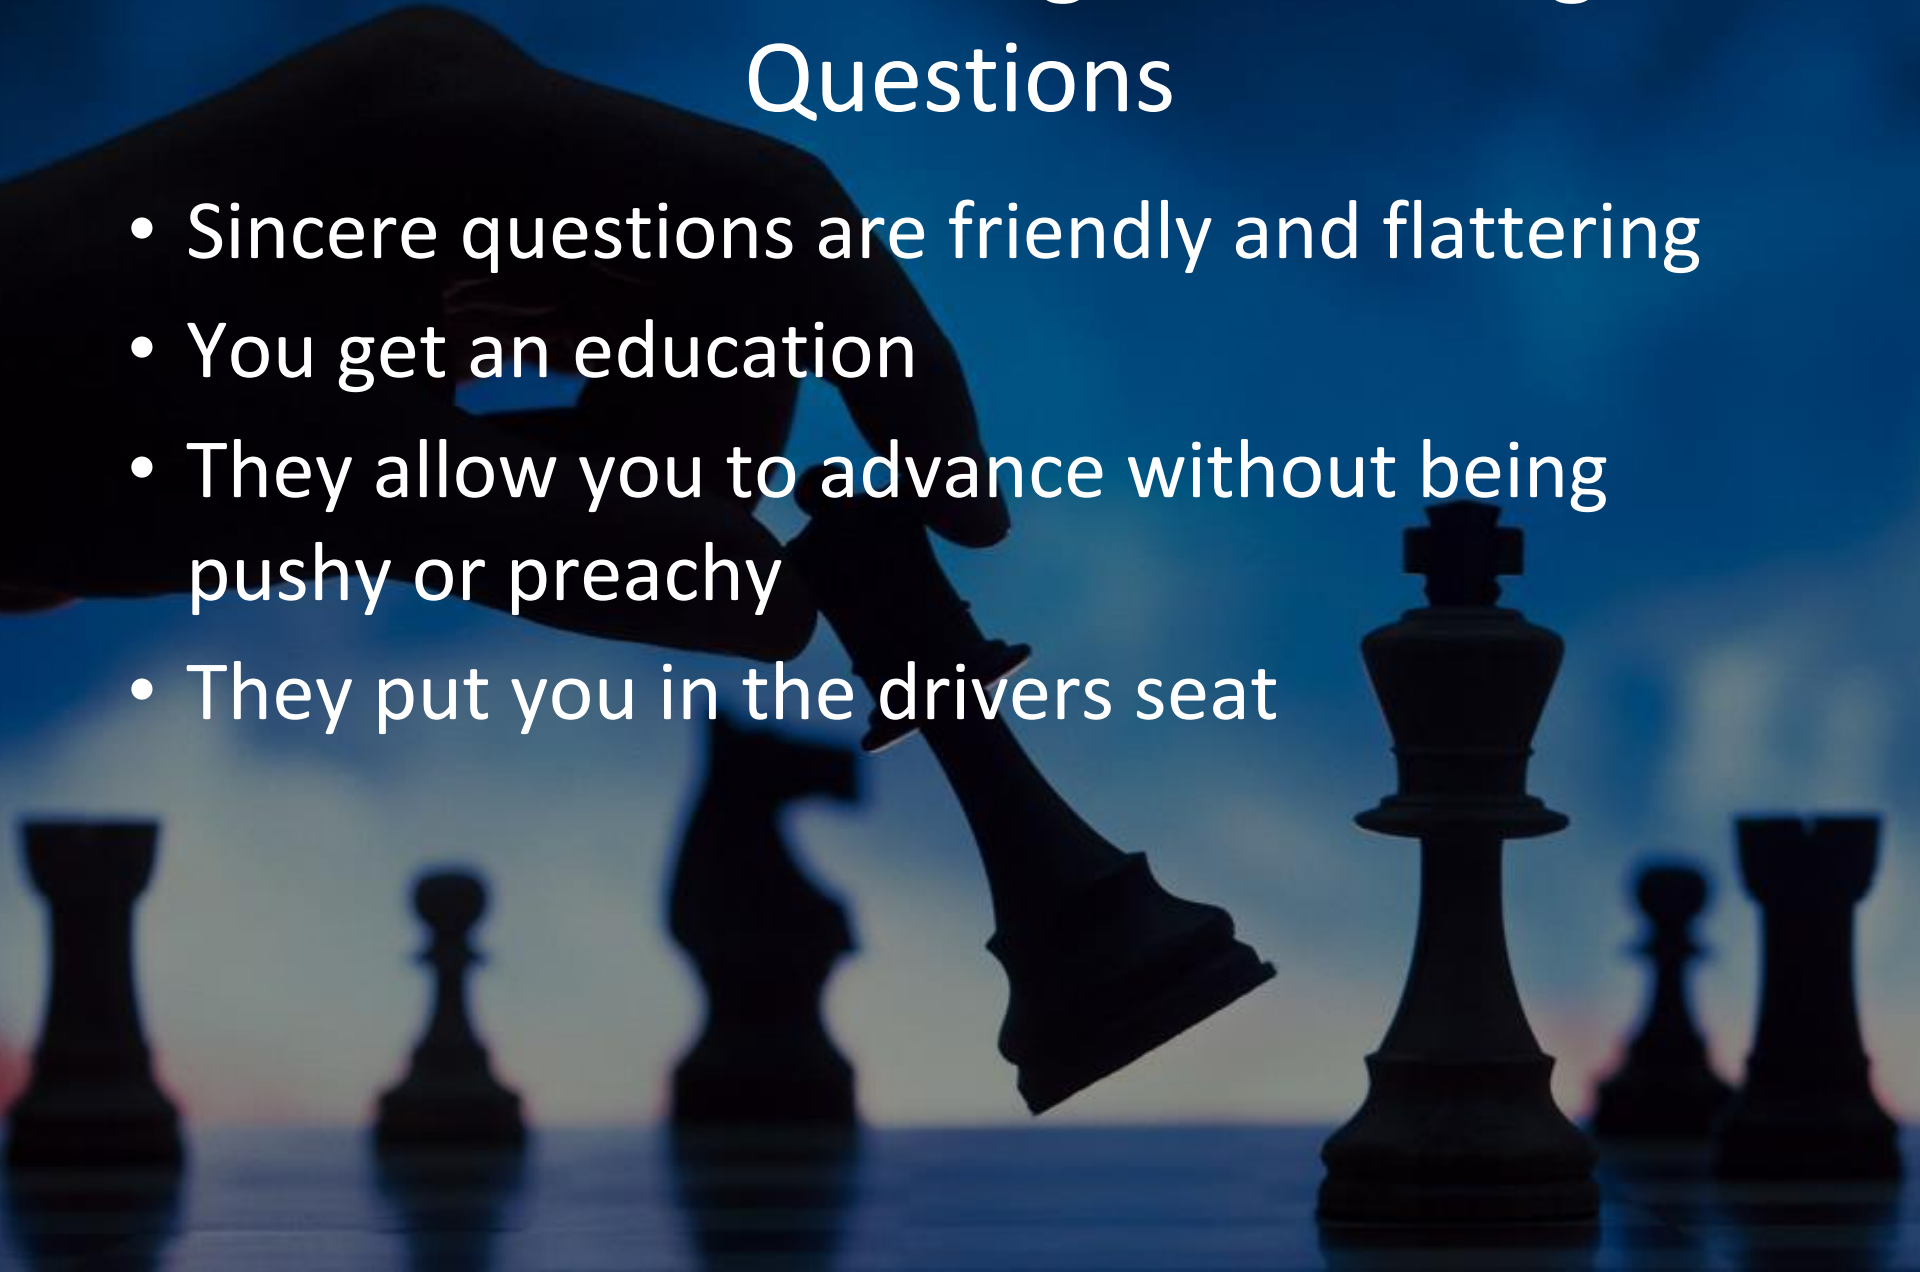 Questions
• Sincere questions are friendly and flattering
• You get an education
• They allow you to advance without being
pushy or preachy
• They put you in the drivers seat